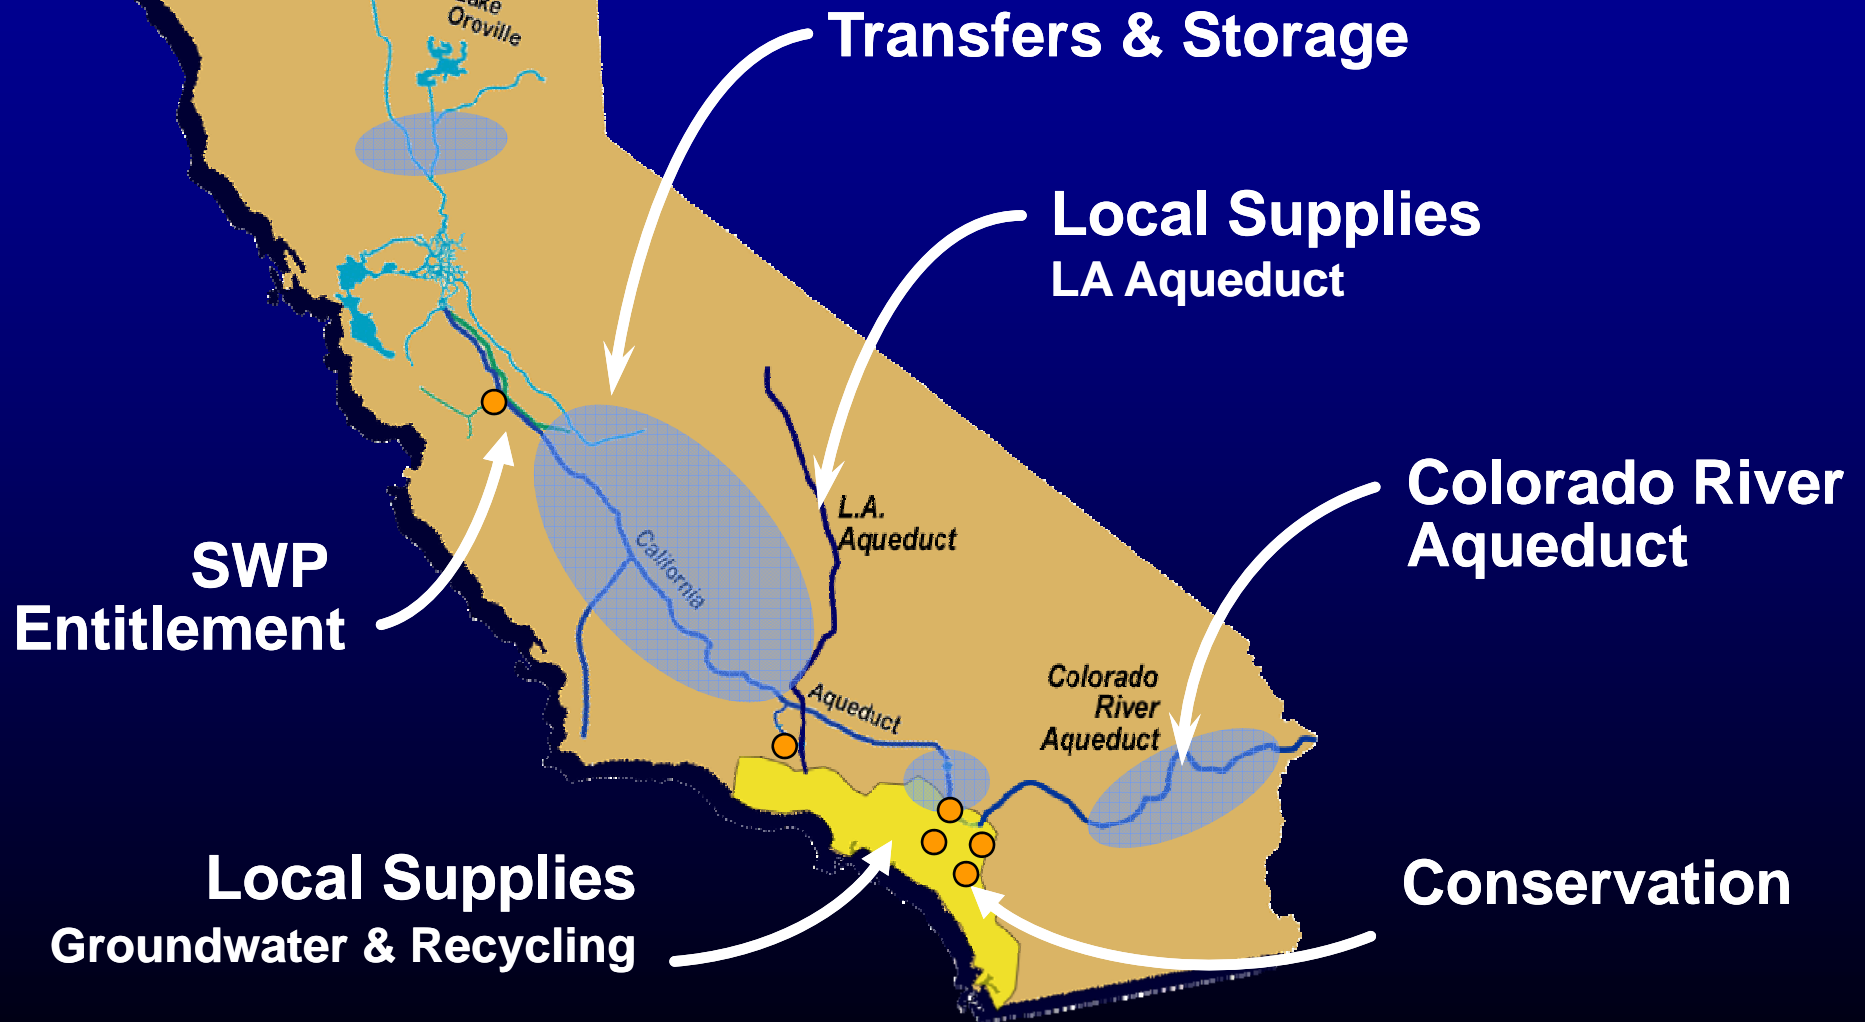 Oroville
Transfers & Storage
Local Supplies
LA Aqueduct
L.A.
Aqueduct
Colorado River
Aqueduct
California
SWP
Entitlement
Colorado
River
Aqueduct
Aqueduct
Local Supplies
Groundwater & Recycling
Conservation